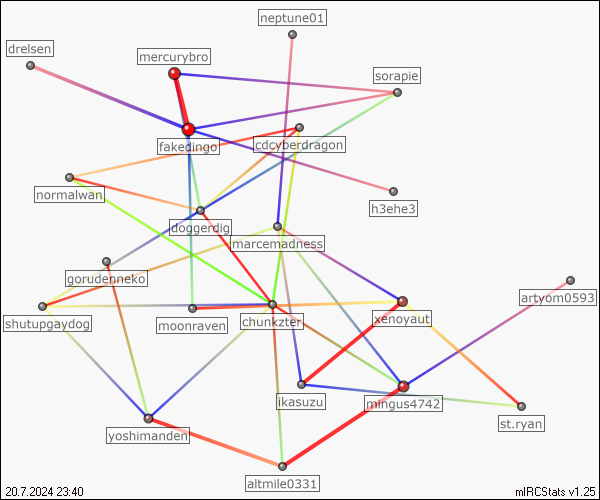 neptune01
drelsen
mercurybro
sorapie
fakedingo
cdcyberdragon
normalwan
h3ehe3
doggerdig
marcemadness
gorudenneko
artyom0593
shutupgaydog
moonraven
chunkzter
xenoyaut
ikasuzu
mingus4742
st.ryan
yoshimanden
altmile0331
20.7.2024 23:40
mIRCStats v1.25